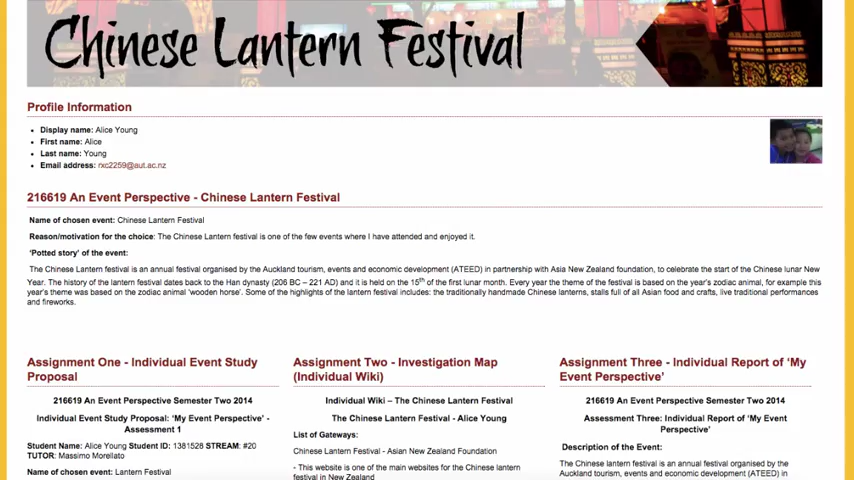 Chinese Lantern Festival
Profile Information
• Display name: Alice Young
• First name: Alice
• Last name: Young
• Email address: rxc2259@aut.ac.nz
216619 An Event Perspective - Chinese Lantern Festival
Name of chosen event: Chinese Lantern Festival
Reason/motivation for the choice: The Chinese Lantern festival is one of the few events where I have attended and enjoyed it.
'Potted story' of the event:
The Chinese Lantern festival is an annual festival organised by the Auckland tourism, events and economic development (ATEED) in partnership with Asia New Zealand foundation, to celebrate the start of the Chinese lunar New
Year. The history of the lantern festival dates back to the Han dynasty (206 BC – 221 AD) and it is held on the 15th of the first lunar month. Every year the theme of the festival is based on the year's zodiac animal, for example this
year's theme was based on the zodiac animal 'wooden horse'. Some of the highlights of the lantern festival includes: the traditionally handmade Chinese lanterns, stalls full of all Asian food and crafts, live traditional performances
and fireworks.
Assignment One - Individual Event Study
Proposal
216619 An Event Perspective Semester Two 2014
Individual Event Study Proposal: 'My Event Perspective' -
Assessment 1
Student Name: Alice Young Student ID: 1381528 STREAM: #20
TUTOR: Massimo Morellato
Name of chosen event: Lantern Festival
Assignment Two - Investigation Map
(Individual Wiki)
Individual Wiki – The Chinese Lantern Festival
The Chinese Lantern Festival - Alice Young
List of Gateways:
Chinese Lantern Festival - Asian New Zealand Foundation
- This website is one of the main websites for the Chinese lantern
festival in New Zealand
Assignment Three - Individual Report of 'My
Event Perspective'
216619 An Event Perspective Semester Two 2014
Assessment Three: Individual Report of 'My Event
Perspective'
Description of the Event:
The Chinese lantern festival is an annual festival organised by the
Auckland tourism, events and economic development (ATEED) in